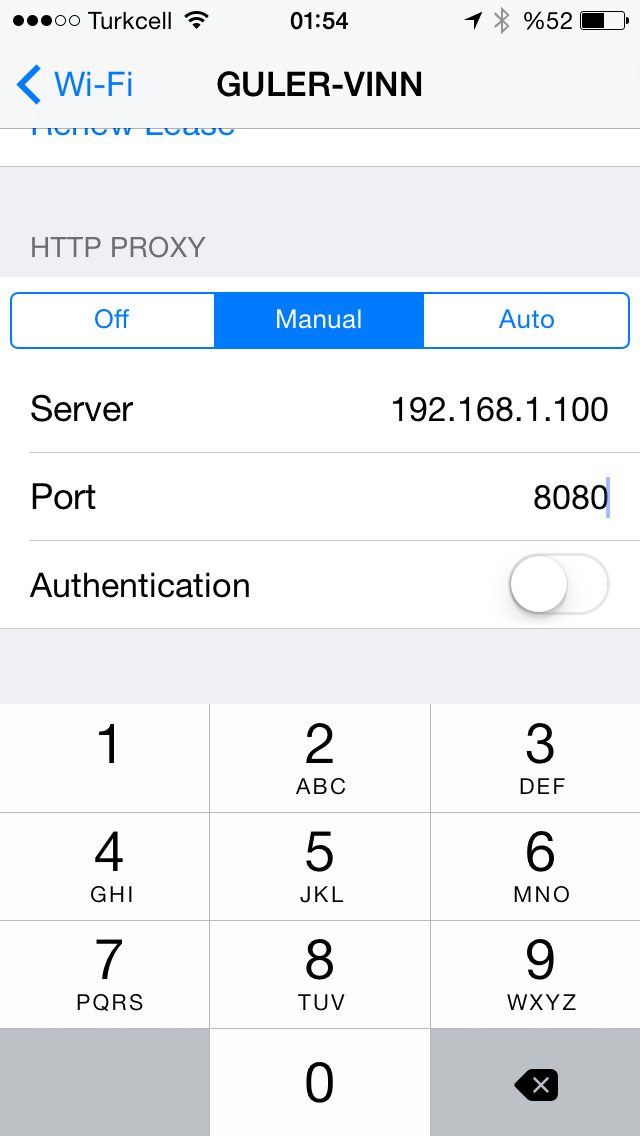 Turkcell 01:54 %52
Wi-Fi GULER-VINN
Renew Lease
HTTP PROXY
Off Manual Auto
Server 192.168.1.100
Port 8080
Authentication
1 2 3
ABC DEF
4 5 6
GHI JKL MNO
7 8 9
PQRS TUV WXYZ
0